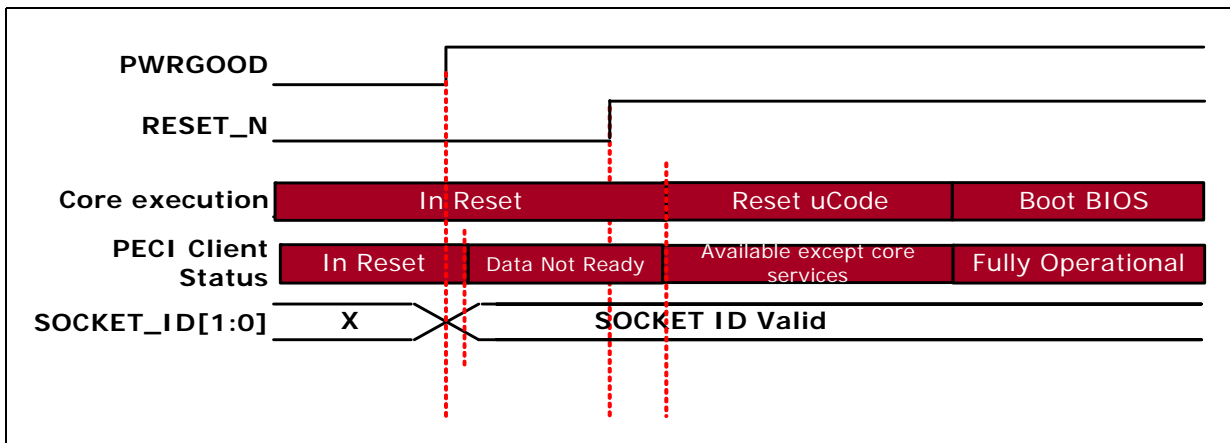 PWRGOOD
RESET_N
Core execution In Reset Reset uCode Boot BIOS
PECI Client Status In Reset Data Not Ready Available except core services Fully Operational
SOCKET_ID[1:0] X SOCKET ID Valid